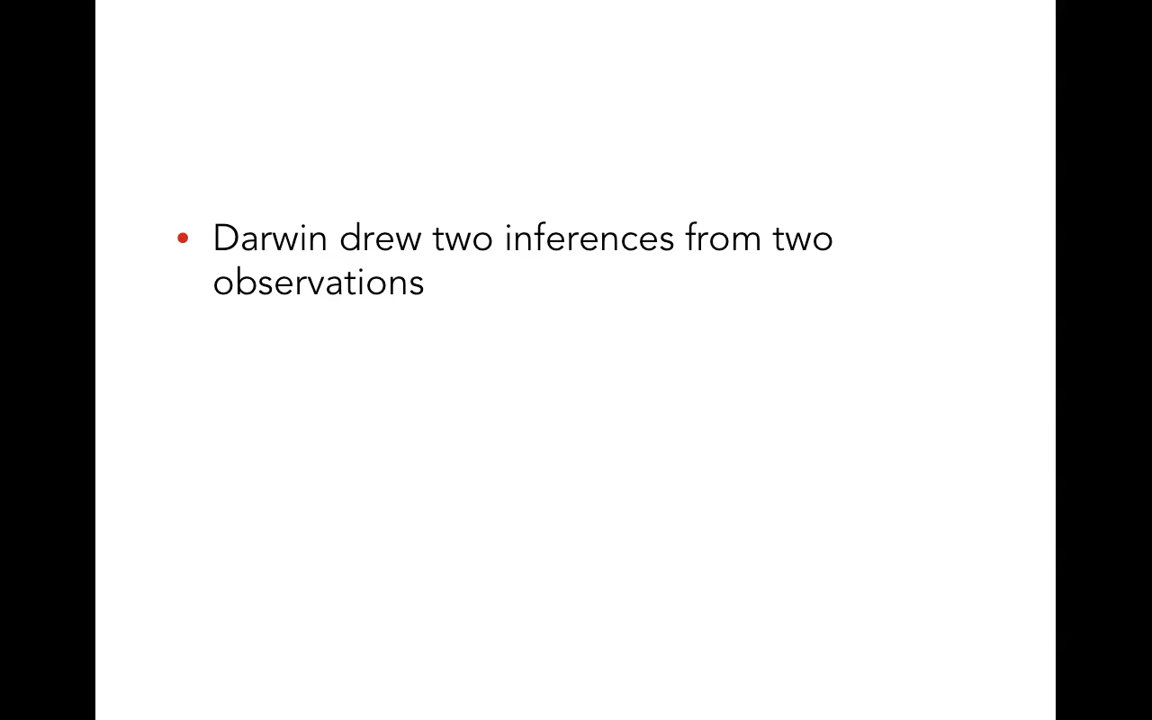 • Darwin drew two inferences from two
observations